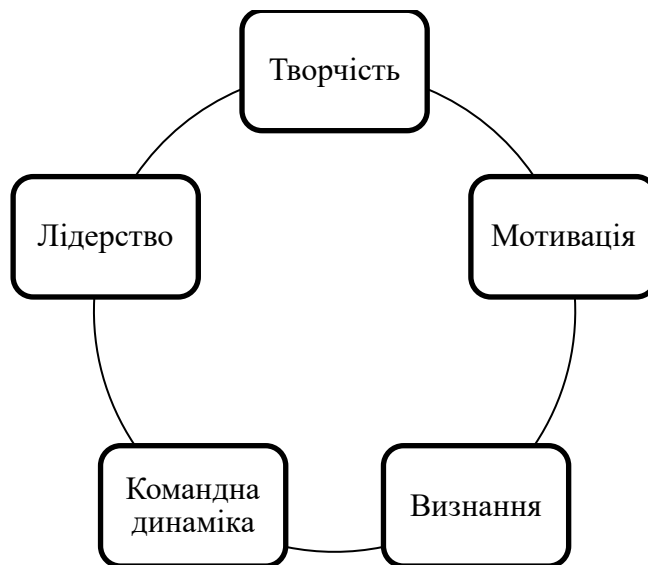 Творчість
Мотивація
Визнання
Командна
динаміка
Лідерство